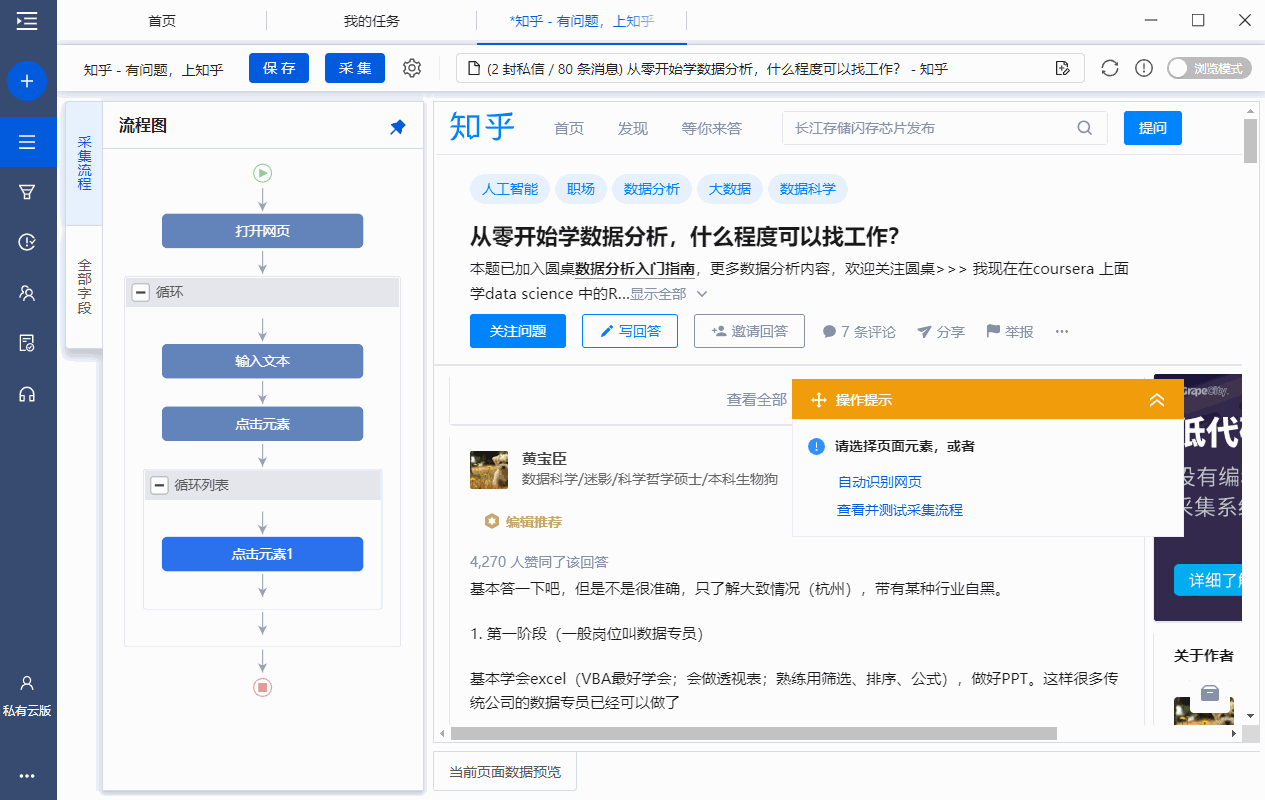 首页
我的任务
*知乎 - 有问题，上知乎
知乎 - 有问题，上知乎
保 存
采 集
(2 封私信 / 80 条消息) 从零开始学数据分析，什么程度可以找工作？ - 知乎
浏览模式
采集流程
全部字段
流程图
打开网页
循环
输入文本
点击元素
循环列表
点击元素1
知乎
首页
发现
等你来答
长江存储闪存芯片发布
提问
人工智能
职场
数据分析
大数据
数据科学
从零开始学数据分析，什么程度可以找工作？
本题已加入圆桌数据分析入门指南，更多数据分析内容，欢迎关注圆桌>>> 我现在在coursera 上面
学data science 中的R...显示全部
关注问题
写回答
邀请回答
7 条评论
分享
举报
查看全部
操作提示
请选择页面元素，或者
自动识别网页
查看并测试采集流程
黄宝臣
数据科学/迷影/科学哲学硕士/本科生物狗
编辑推荐
4,270 人赞同了该回答
基本答一下吧，但是不是很准确，只了解大致情况（杭州），带有某种行业自黑。
1. 第一阶段（一般岗位叫数据专员）
基本学会excel（VBA最好学会；会做透视表；熟练用筛选、排序、公式），做好PPT。这样很多传
统公司的数据专员已经可以做了
GrapeCity.
低代
没有编
采集系
详细了
关于作者
私有云版
当前页面数据预览